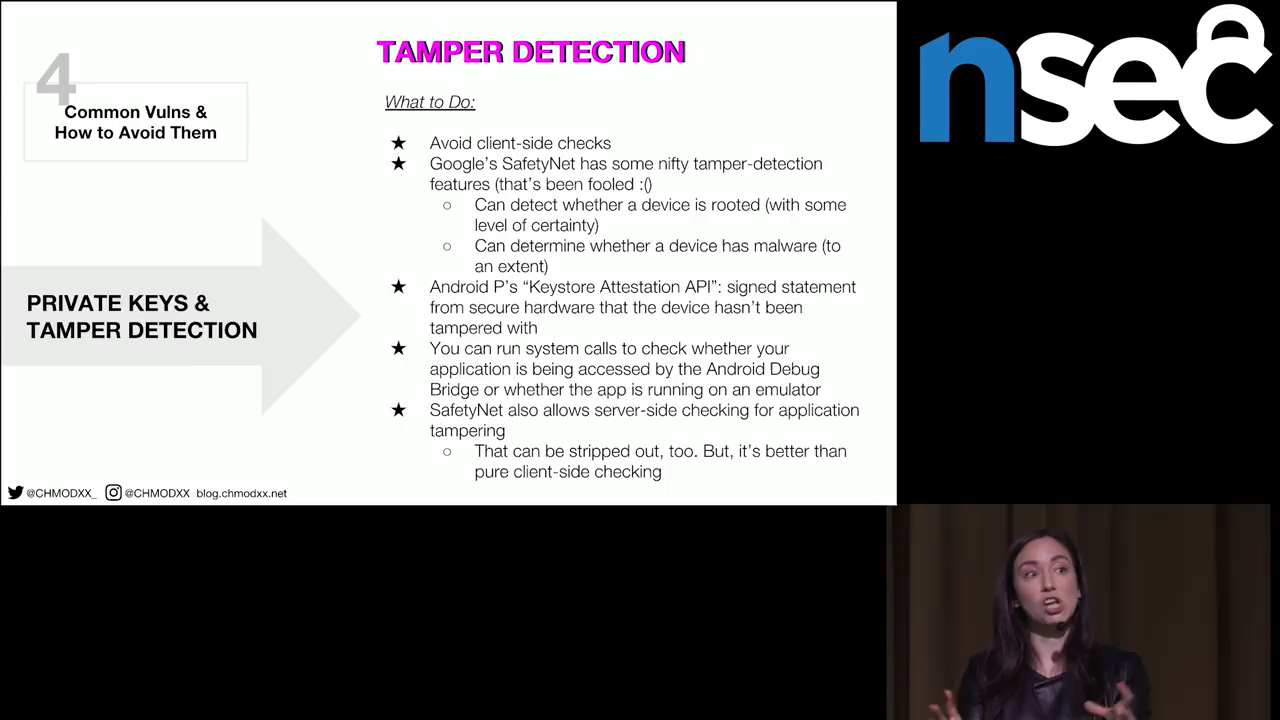 4
Common Vulns &
How to Avoid Them
PRIVATE KEYS &
TAMPER DETECTION
@CHMODXX_ @CHMODXX blog.chmodxx.net
TAMPER DETECTION
What to Do:
★ Avoid client-side checks
★ Google's SafetyNet has some nifty tamper-detection
features (that's been fooled :()
○ Can detect whether a device is rooted (with some
level of certainty)
○ Can determine whether a device has malware (to
an extent)
★ Android P's “Keystore Attestation API”: signed statement
from secure hardware that the device hasn't been
tampered with
★ You can run system calls to check whether your
application is being accessed by the Android Debug
Bridge or whether the app is running on an emulator
★ SafetyNet also allows server-side checking for application
tampering
○ That can be stripped out, too. But, it's better than
pure client-side checking
nsec